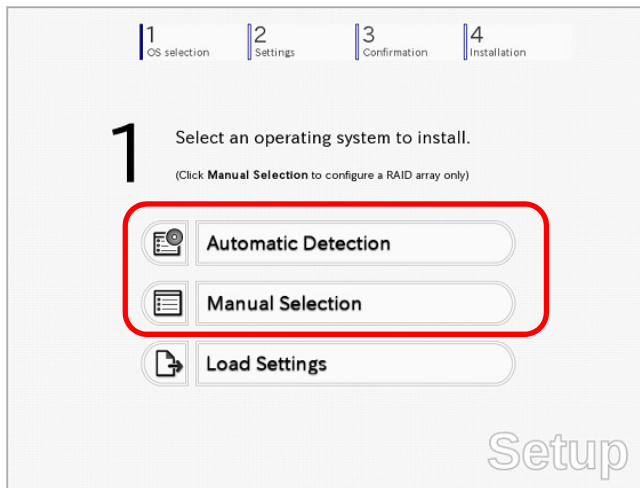 1
OS selection
2
Settings
3
Confirmation
4
Installation
1
Select an operating system to install.
(Click Manual Selection to configure a RAID array only)
Automatic Detection
Manual Selection
Load Settings
Setup